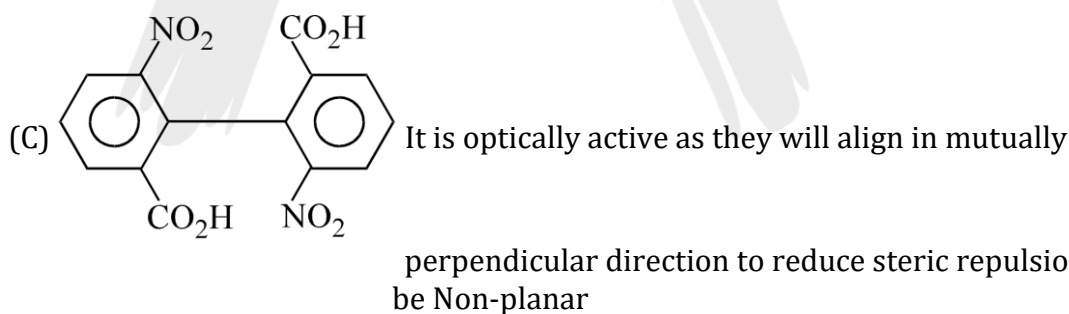 NO₂ CO₂H
(C) It is optically active as they will align in mutually
CO₂H NO₂
perpendicular direction to reduce steric repulsio
be Non-planar